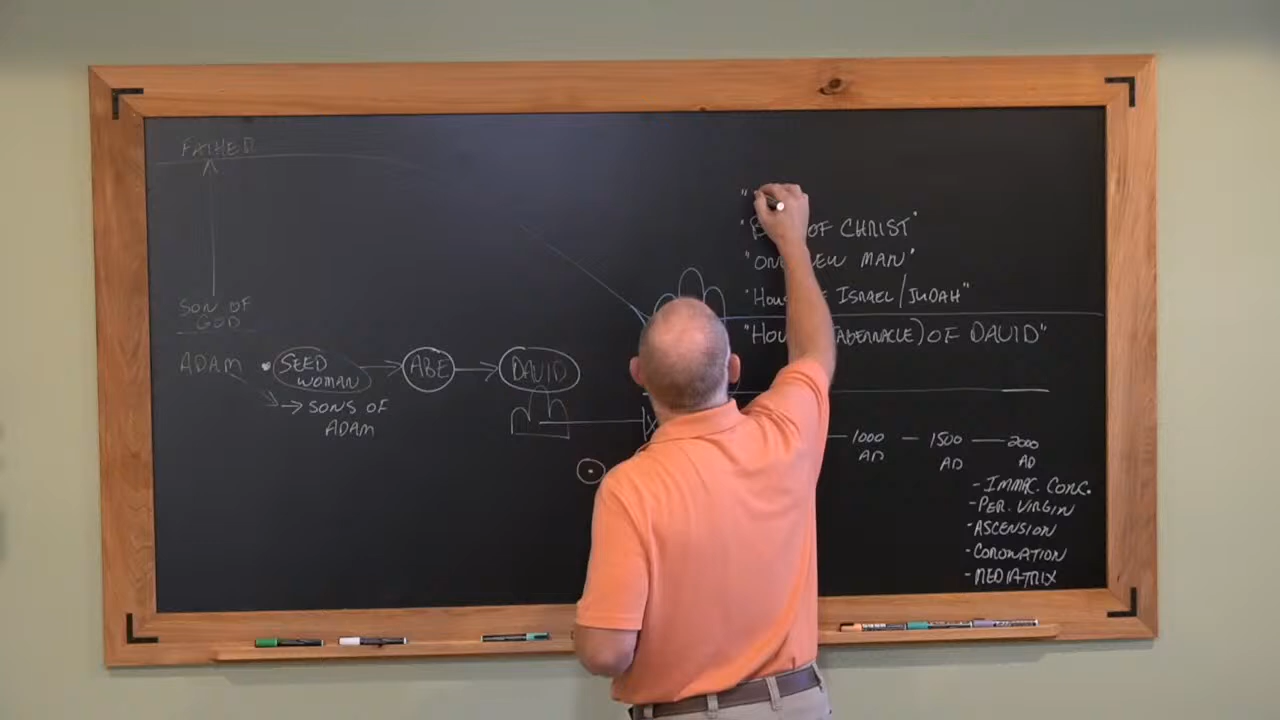 FATHER
SON OF
GOD
ADAM
SEED
WOMAN
ABE
DAVID
→ SONS OF
ADAM
"
"B OF CHRIST"
"ONE NEW MAN"
"HOUS F ISRAEL/JUDAH"
"HOU TABERNACLE) OF DAVID"
1000
AD
1500
AD
2000
AD
- IMMAC. CONC.
- PER. VIRGIN
- ASCENSION
- CORONATION
- MEDIATRIX